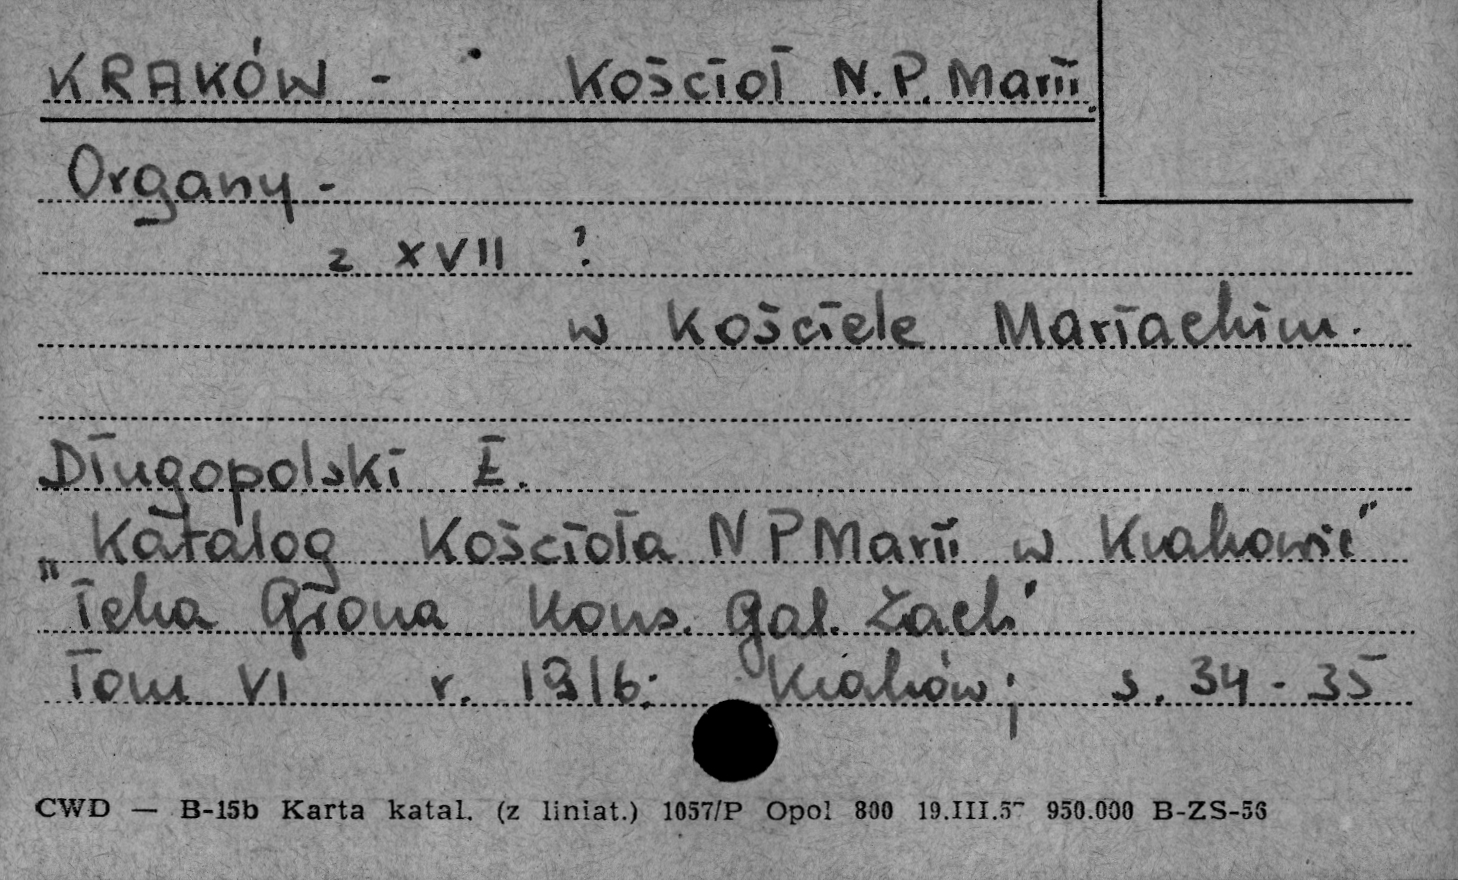 KRAKÓW - Kościół N.P. Marii.
Organy -
z XVII ?
w Kościele Mariackim.
Długopolski E.
"Katalog Kościoła N P Marii w Krakowie"
"Teka Grona Kons. Gal. Zach"
Tom VI r. 1916; Kraków; s. 34-35
CWD — B-15b Karta katal. (z liniat.) 1057/P Opol 800 19.III.57 950.000 B-ZS-56